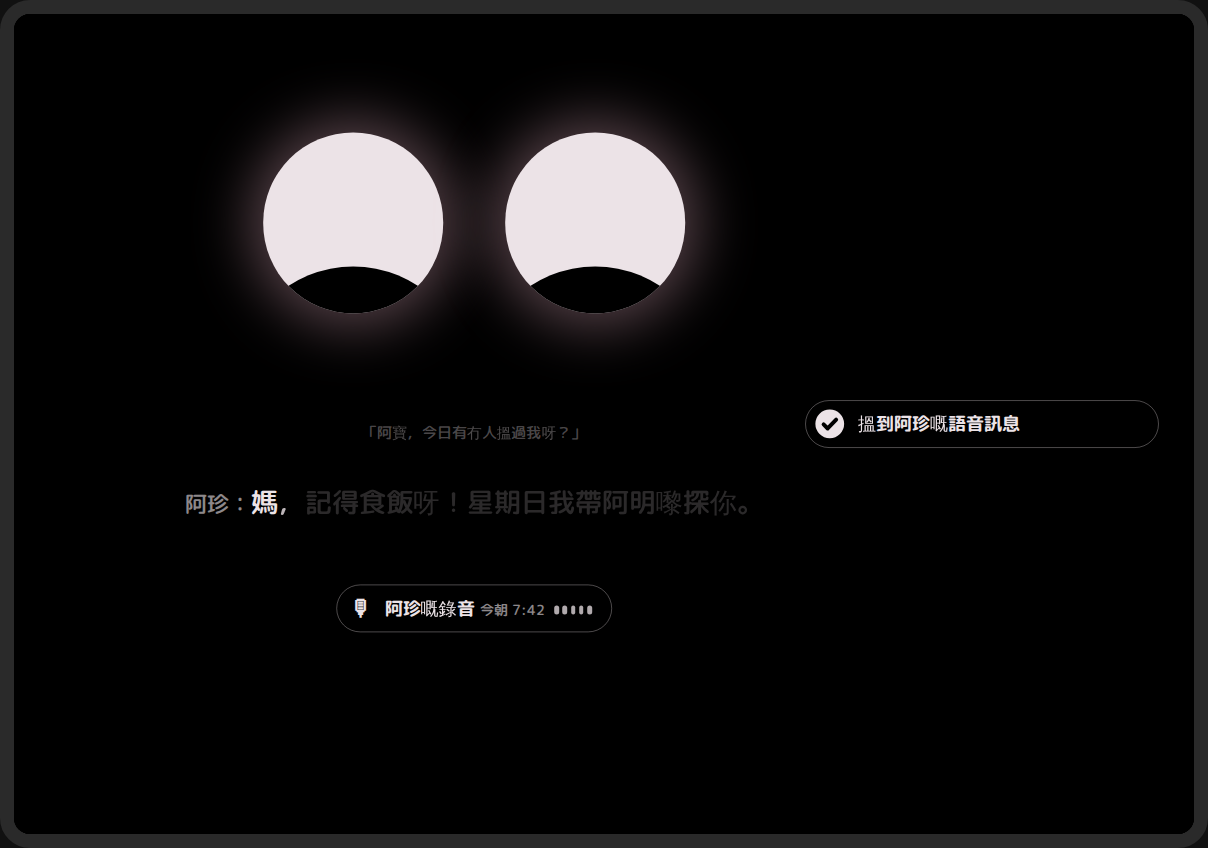 「阿寶，今日有冇人搵過我呀？」
搵到阿珍嘅語音訊息
阿珍：媽，記得食飯呀！星期日我帶阿明嚟探你。
阿珍嘅錄音 今朝 7:42